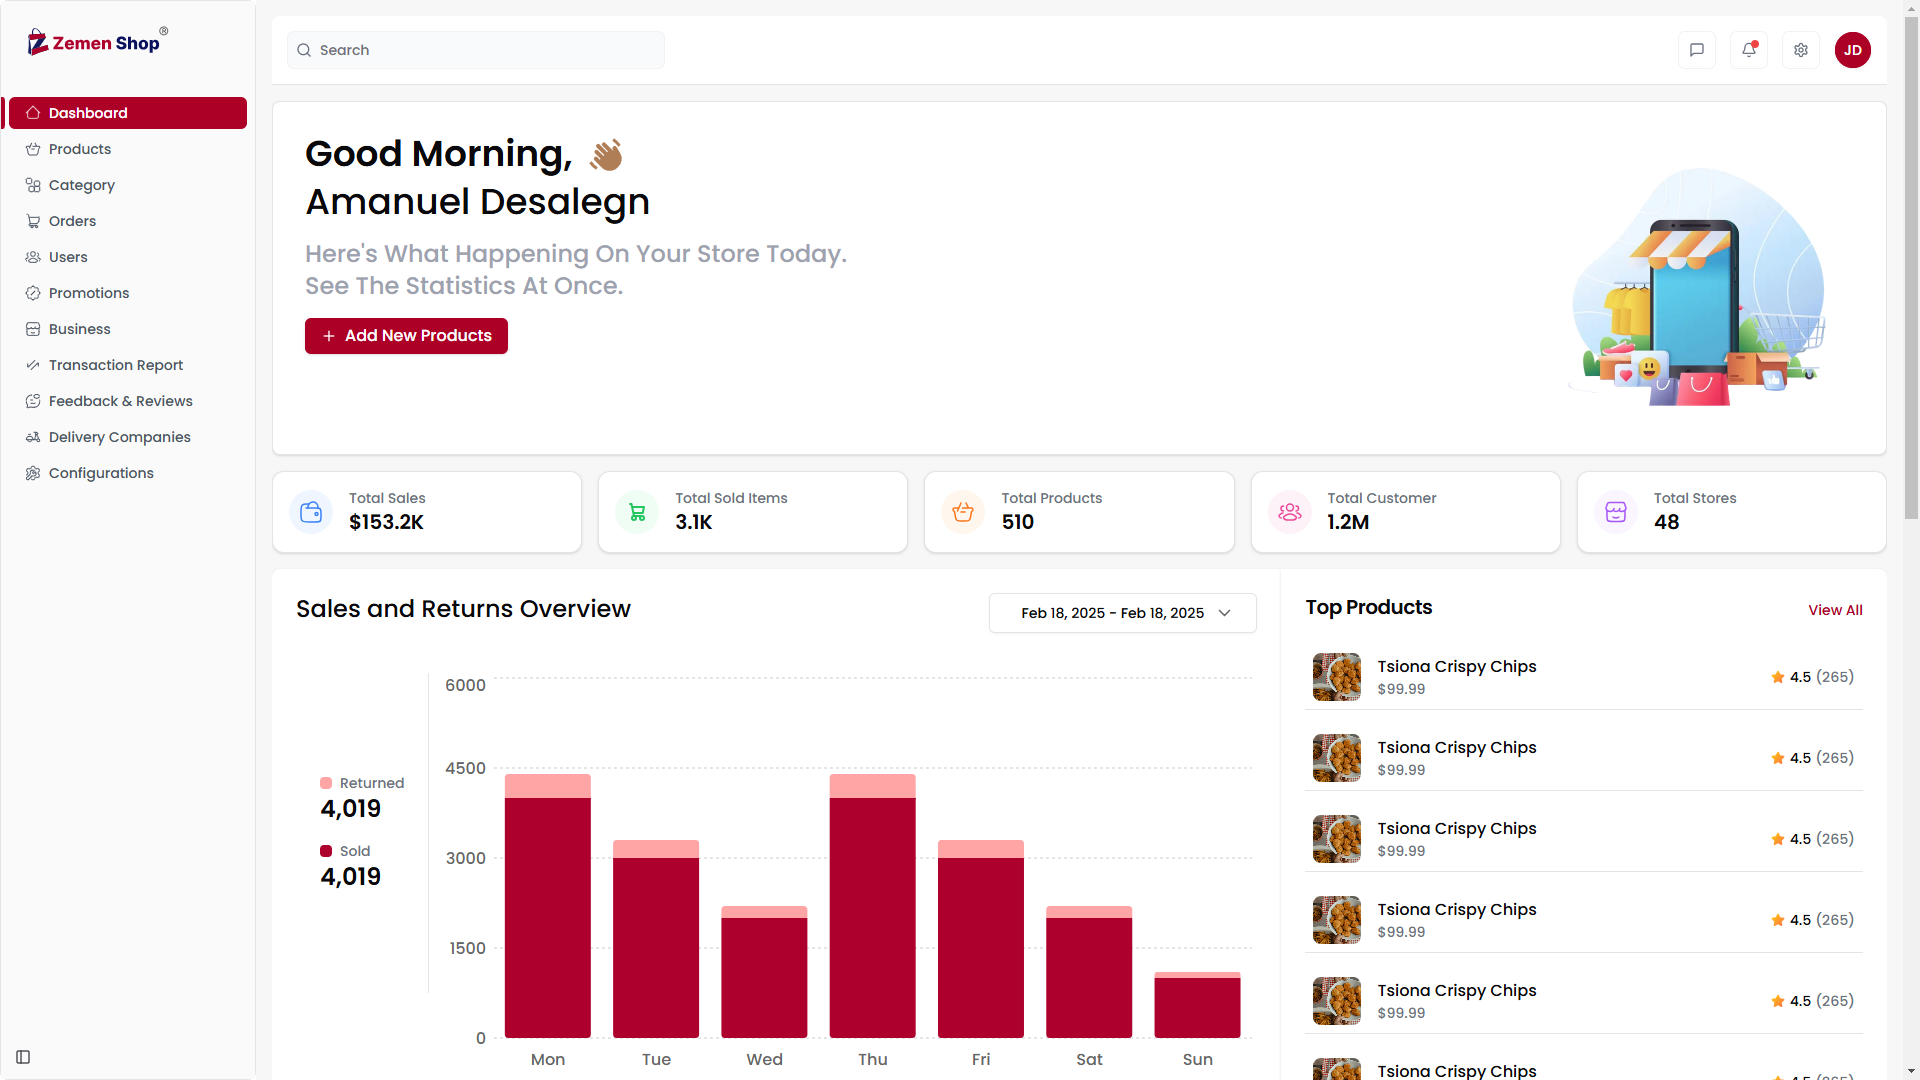 Zemen Shop ®
Dashboard
Products
Category
Orders
Users
Promotions
Business
Transaction Report
Feedback & Reviews
Delivery Companies
Configurations
Search
JD
Good Morning,
Amanuel Desalegn
Here's What Happening On Your Store Today.
See The Statistics At Once.
+ Add New Products
Total Sales
$153.2K
Total Sold Items
3.1K
Total Products
510
Total Customer
1.2M
Total Stores
48
Sales and Returns Overview
Feb 18, 2025 - Feb 18, 2025
Returned
4,019
Sold
4,019
6000
4500
3000
1500
0
Mon Tue Wed Thu Fri Sat Sun
Top Products
View All
Tsiona Crispy Chips
$99.99
4.5 (265)
Tsiona Crispy Chips
$99.99
4.5 (265)
Tsiona Crispy Chips
$99.99
4.5 (265)
Tsiona Crispy Chips
$99.99
4.5 (265)
Tsiona Crispy Chips
$99.99
4.5 (265)
Tsiona Crispy Chips